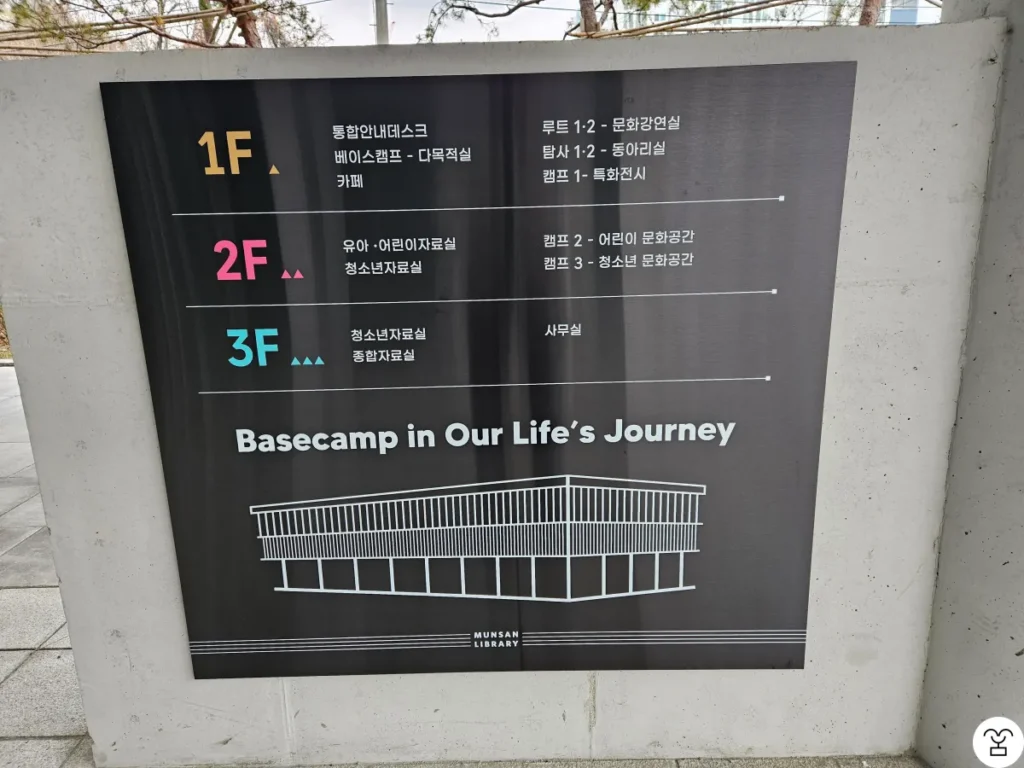 1F
통합안내데스크
베이스캠프 - 다목적실
카페
루트 1·2 - 문화강연실
탐사 1·2 - 동아리실
캠프 1- 특화전시
2F
유아 ·어린이자료실
청소년자료실
캠프 2 - 어린이 문화공간
캠프 3 - 청소년 문화공간
3F
청소년자료실
종합자료실
사무실
Basecamp in Our Life's Journey
MUNSAN
LIBRARY